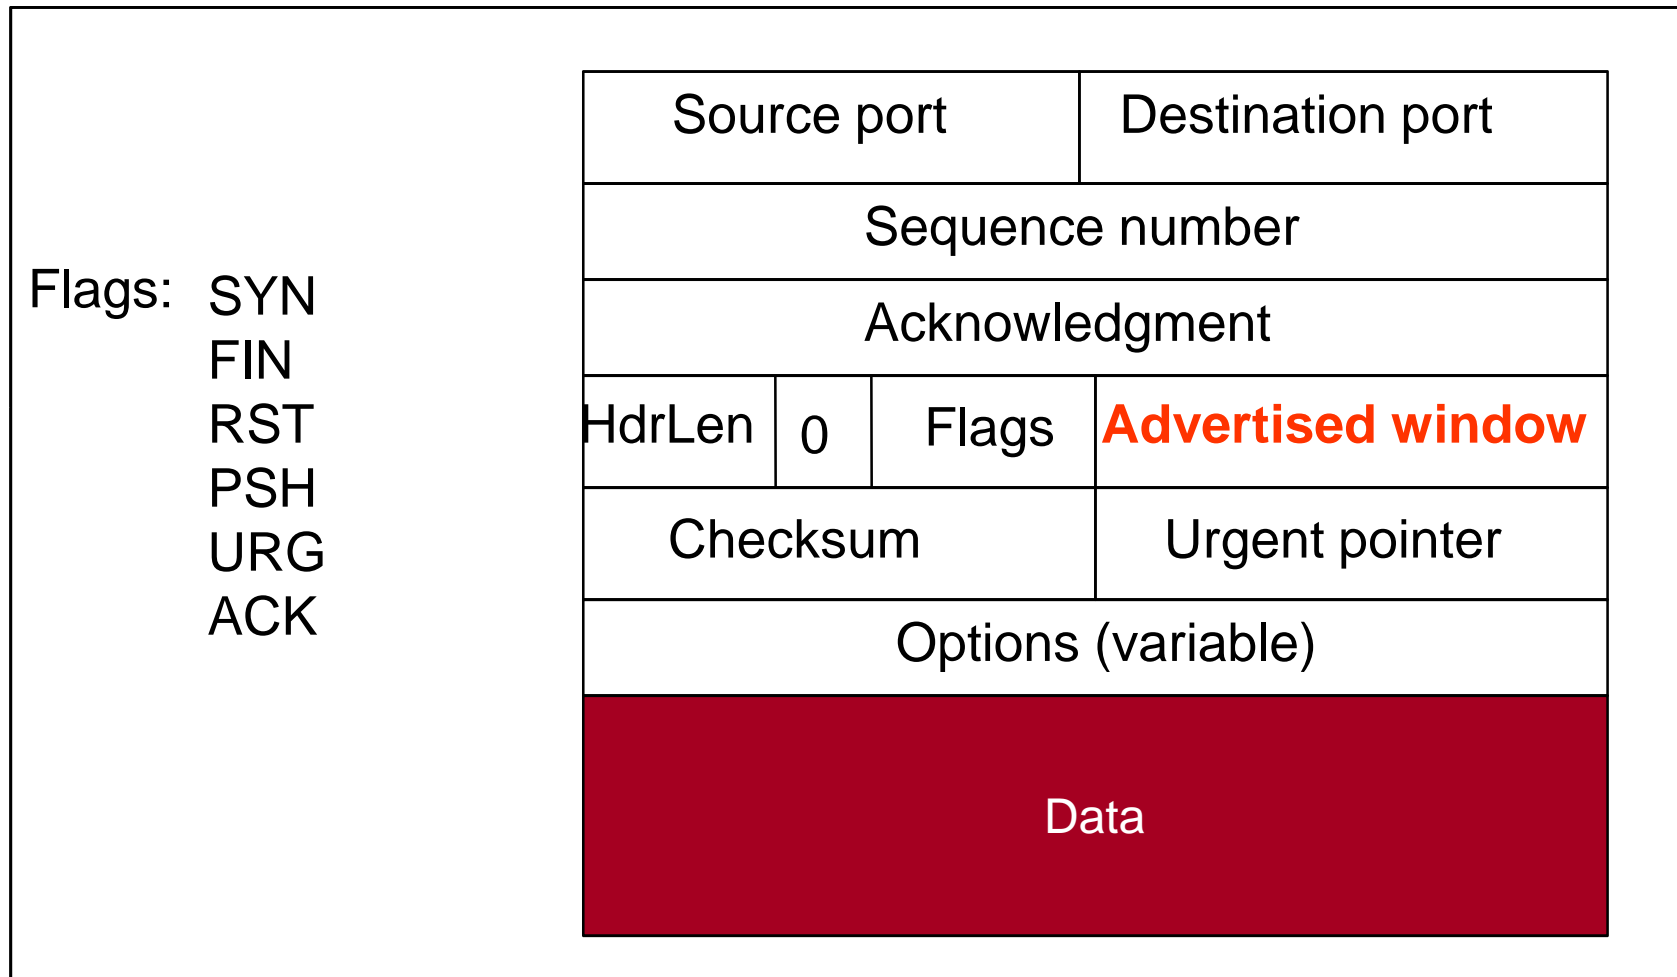 Flags:
SYN
FIN
RST
PSH
URG
ACK
Source port
Destination port
Sequence number
Acknowledgment
HdrLen
0
Flags
Advertised window
Checksum
Urgent pointer
Options (variable)
Data